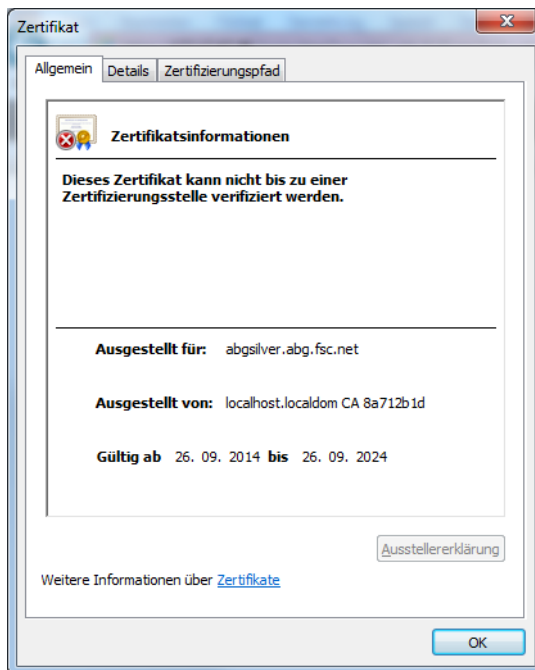 Zertifikat
Allgemein Details Zertifizierungspfad
Zertifikatsinformationen
Dieses Zertifikat kann nicht bis zu einer
Zertifizierungsstelle verifiziert werden.
Ausgestellt für: abgsilver.abg.fsc.net
Ausgestellt von: localhost.localdom CA 8a712b1d
Gültig ab 26. 09. 2014 bis 26. 09. 2024
Ausstellererklärung
Weitere Informationen über Zertifikate
OK